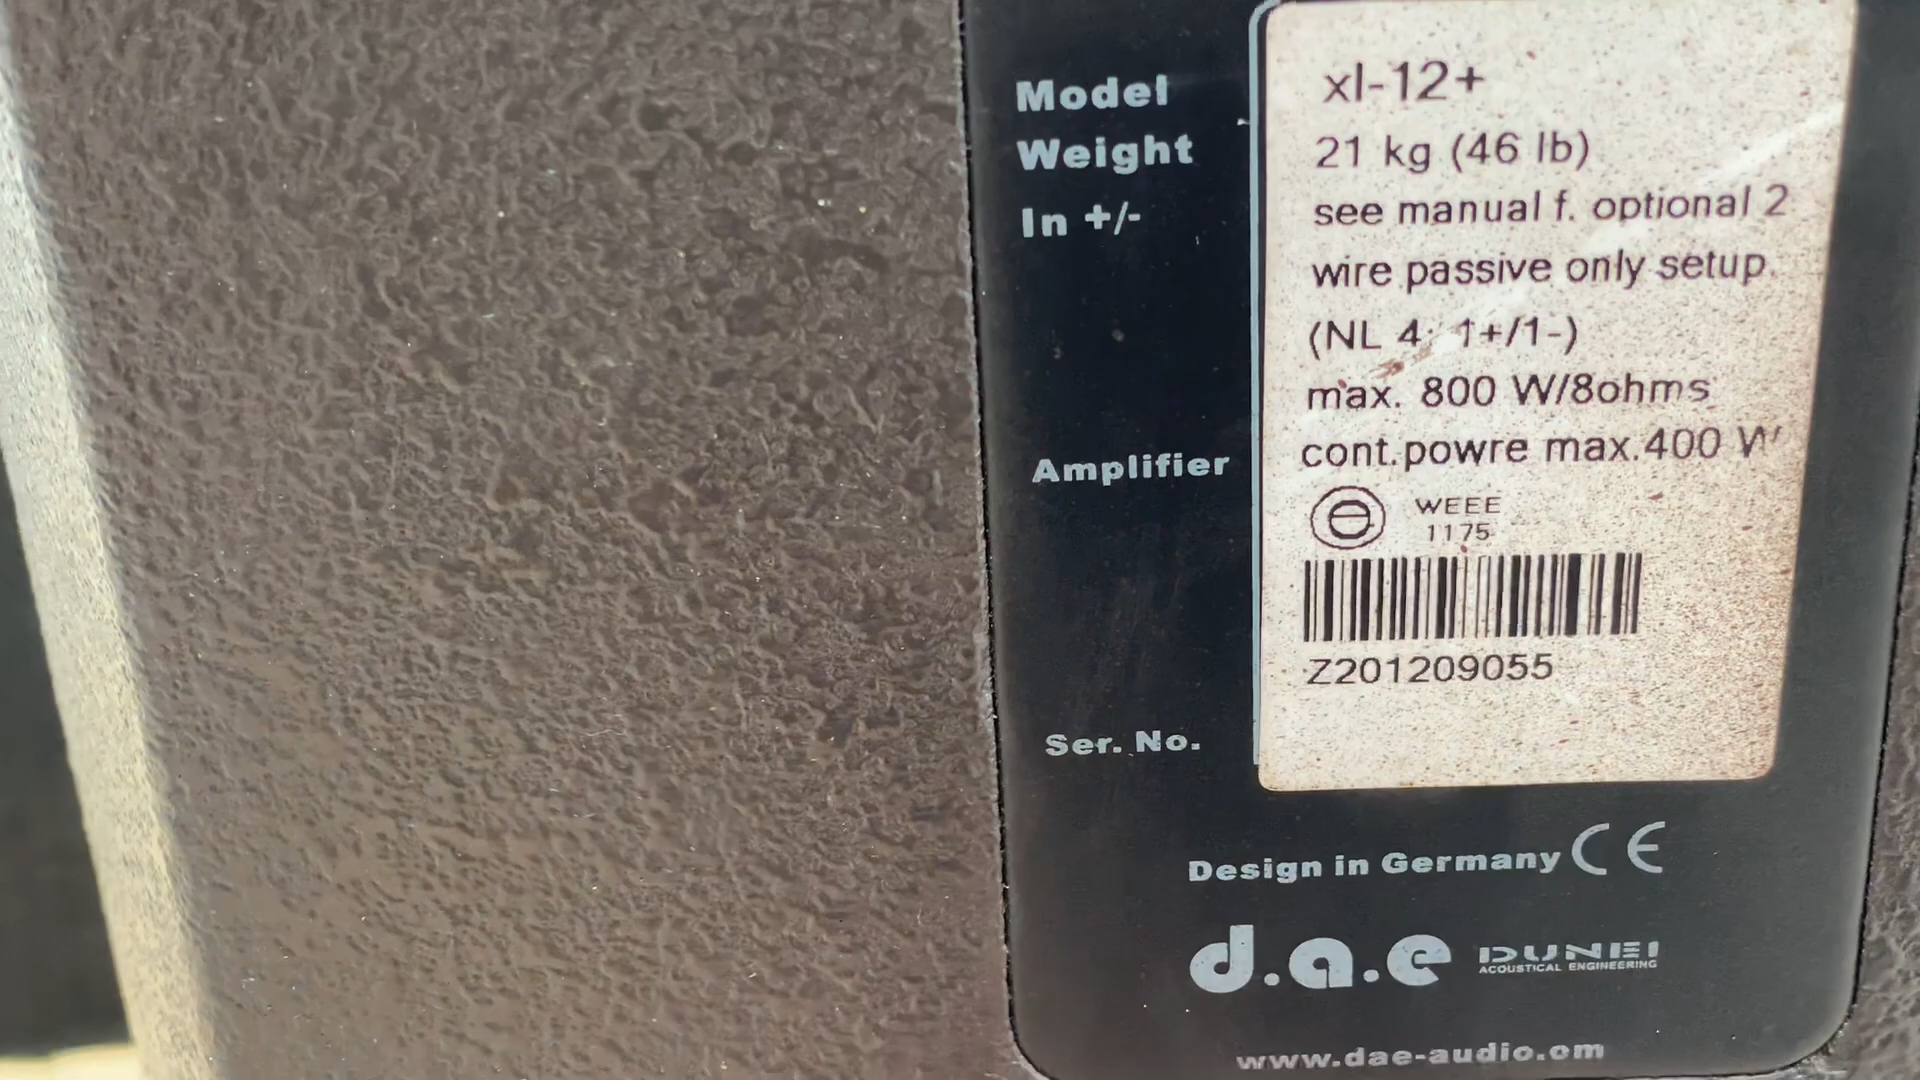 Model xl-12+
Weight 21 kg (46 lb)
In +/- see manual f. optional 2
wire passive only setup.
(NL 4: 1+/1-)
max. 800 W/8ohms
Amplifier cont.powre max.400 W
WEEE
1175
Z201209055
Ser. No.
Design in Germany CE
d.a.e DUNEI
ACOUSTICAL ENGINEERING
www.dae-audio.om